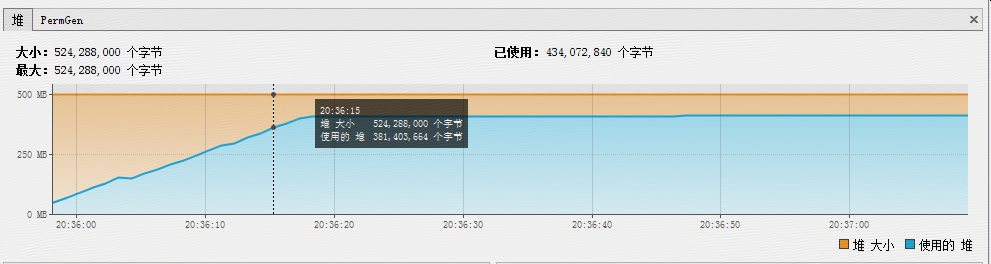 堆 PermGen ×
大小: 524,288,000 个字节 已使用: 434,072,840 个字节
最大: 524,288,000 个字节
500 MB
250 MB
0 MB
20:36:15
堆 大小 524,288,000 个字节
使用的 堆 381,403,664 个字节
20:36:00 20:36:10 20:36:20 20:36:30 20:36:40 20:36:50 20:37:00
堆 大小 使用的 堆